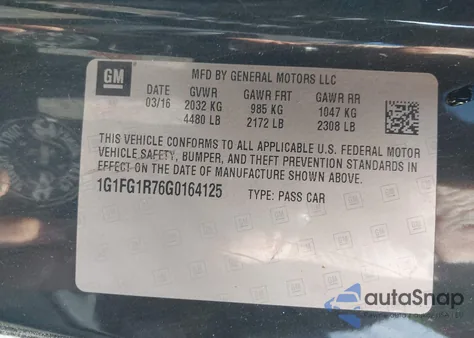 GM
MFD BY GENERAL MOTORS LLC
DATE GVWR GAWR FRT GAWR RR
03/16 2032 KG 985 KG 1047 KG
4480 LB 2172 LB 2308 LB
THIS VEHICLE CONFORMS TO ALL APPLICABLE U.S. FEDERAL MOTOR
VEHICLE SAFETY, BUMPER, AND THEFT PREVENTION STANDARDS IN
EFFECT ON THE DATE OF MANUFACTURE SHOWN ABOVE.
1G1FG1R76G0164125 TYPE: PASS CAR
autoSnap